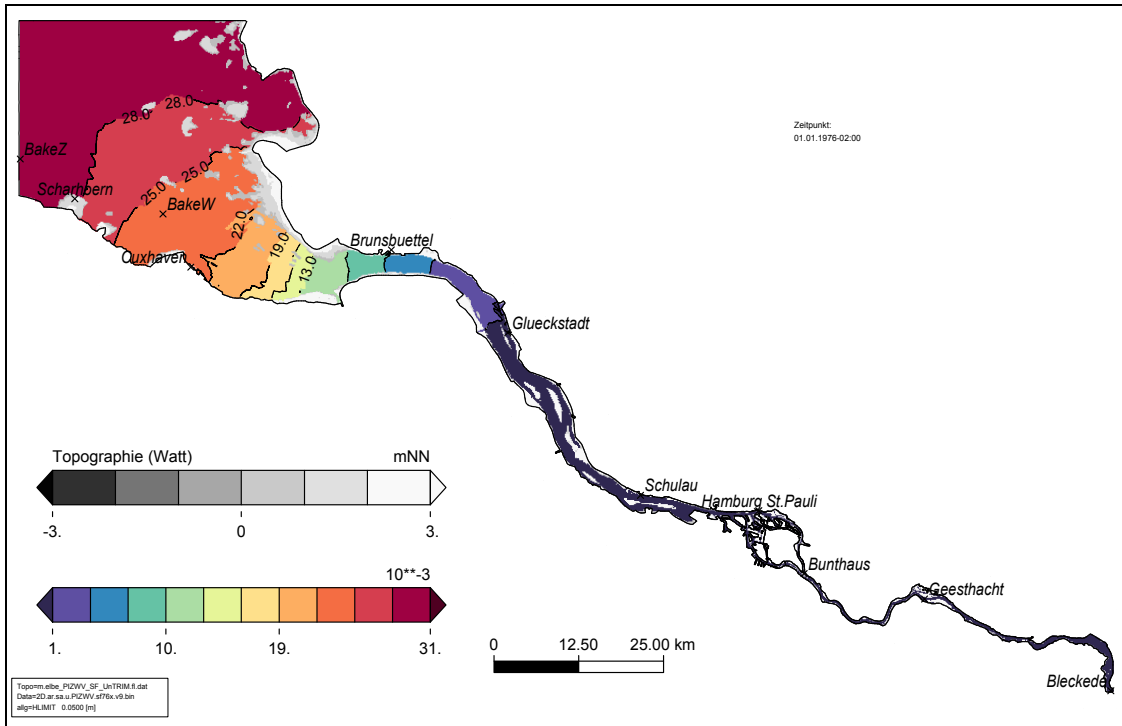 28.0
28.0
Zeitpunkt:
01.01.1976-02:00
BakeZ
25.0
25.0
Scharhoern
BakeW
22.0
19.0
13.0
Brunsbuettel
Cuxhaven
Glueckstadt
Topographie (Watt) mNN
-3. 0 3.
Schulau
Hamburg St.Pauli
Bunthaus
10**-3
Geesthacht
1. 10. 19. 31.
0 12.50 25.00 km
Bleckede
Topo=m.elbe_PIZWV_SF_UnTRIM.fl.dat
Data=2D.ar.sa.u.PIZWV.sf76x.v9.bin
allg=HLIMIT 0.0500 [m]